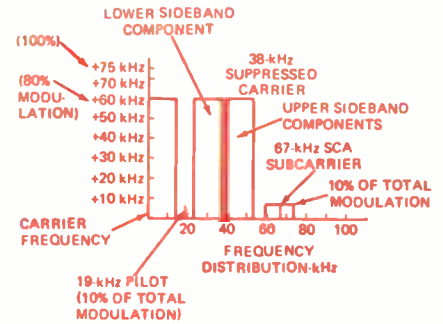 LOWER SIDEBAND
COMPONENT
(100%)
+75 kHz
+70 kHz
(80%
MODU-
LATION)
+60 kHz
+50 kHz
+40 kHz
+30 kHz
+20 kHz
+10 kHz
38-kHz
SUPPRESSED
CARRIER
UPPER SIDEBAND
COMPONENTS
67-kHz SCA
SUBCARRIER
10% OF TOTAL
MODULATION
CARRIER
FREQUENCY
20 40 60 80 100
FREQUENCY
DISTRIBUTION-kHz
19-kHz PILOT
(10% OF TOTAL
MODULATION)